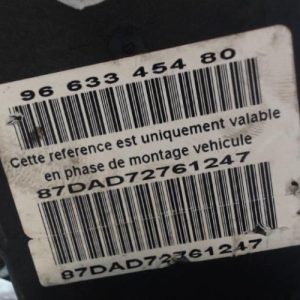 96 633 454 80
Cette reference est uniquement valable
en phase de montage vehicule
87DAD72761247
87DAD72761247